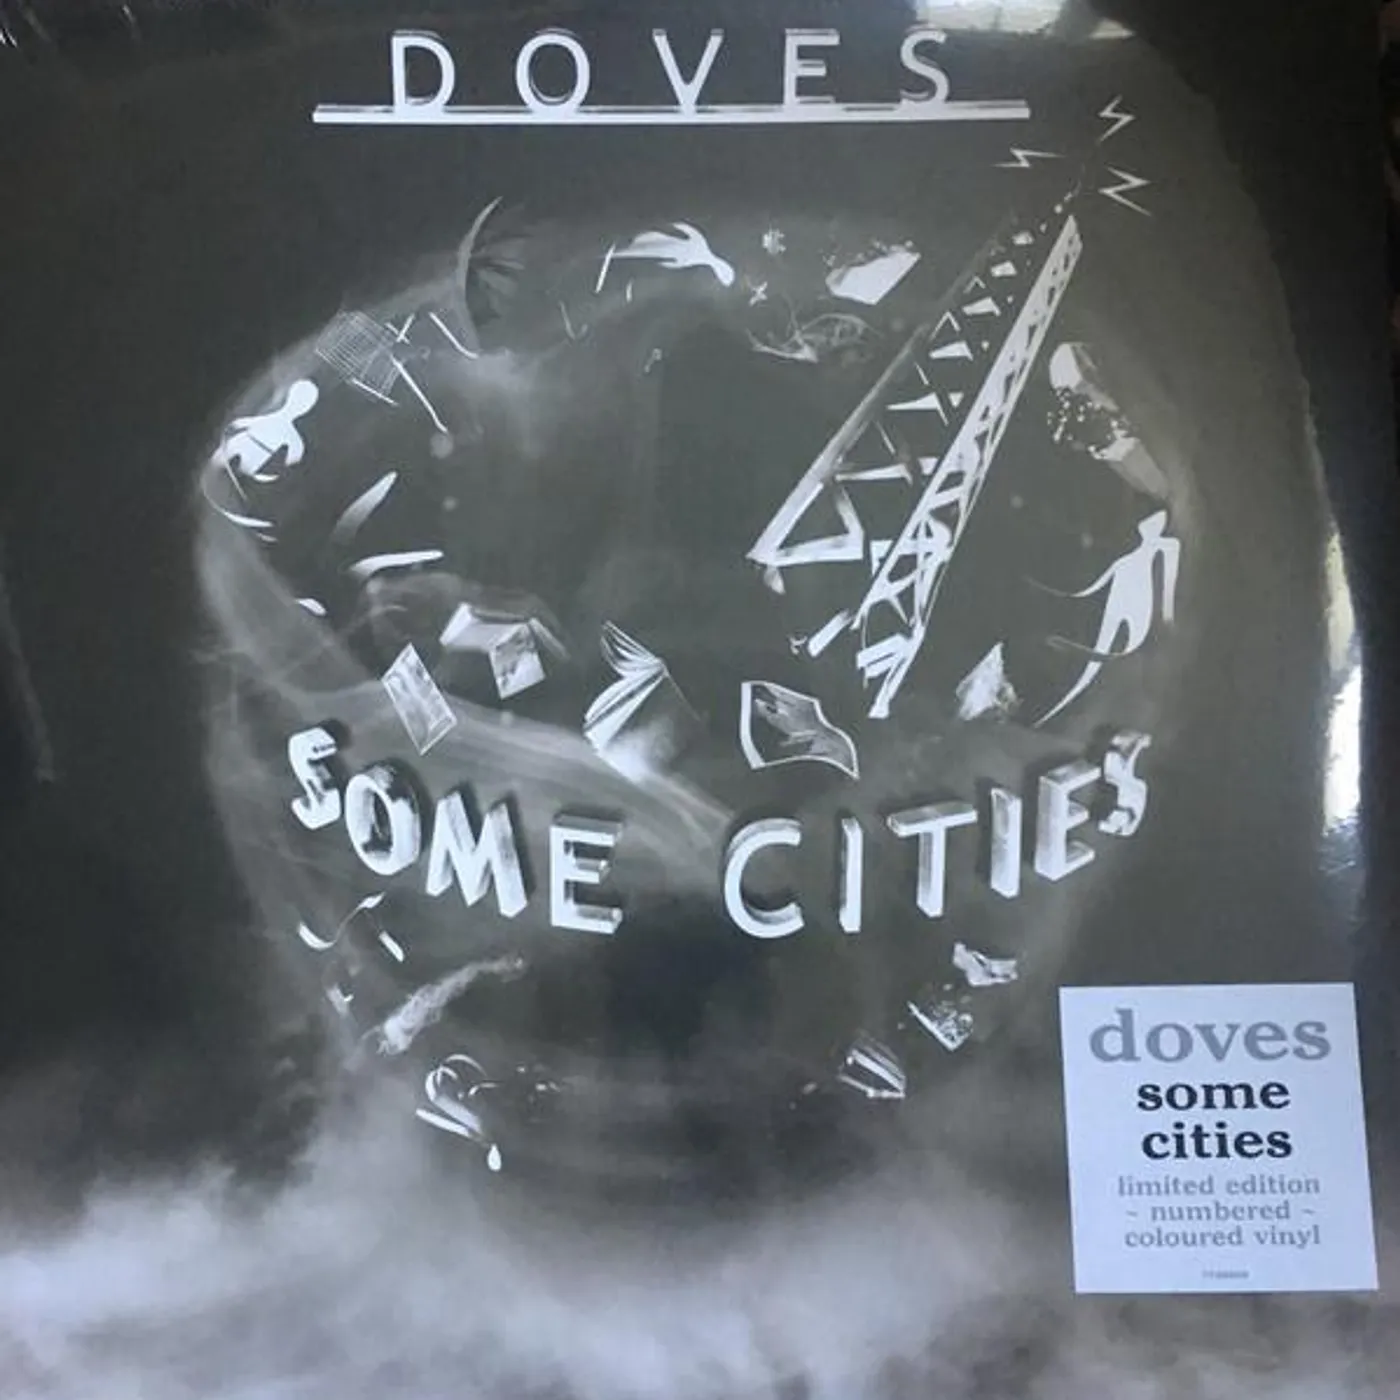 DOVES
SOME CITIES
doves
some
cities
limited edition
~ numbered ~
coloured vinyl